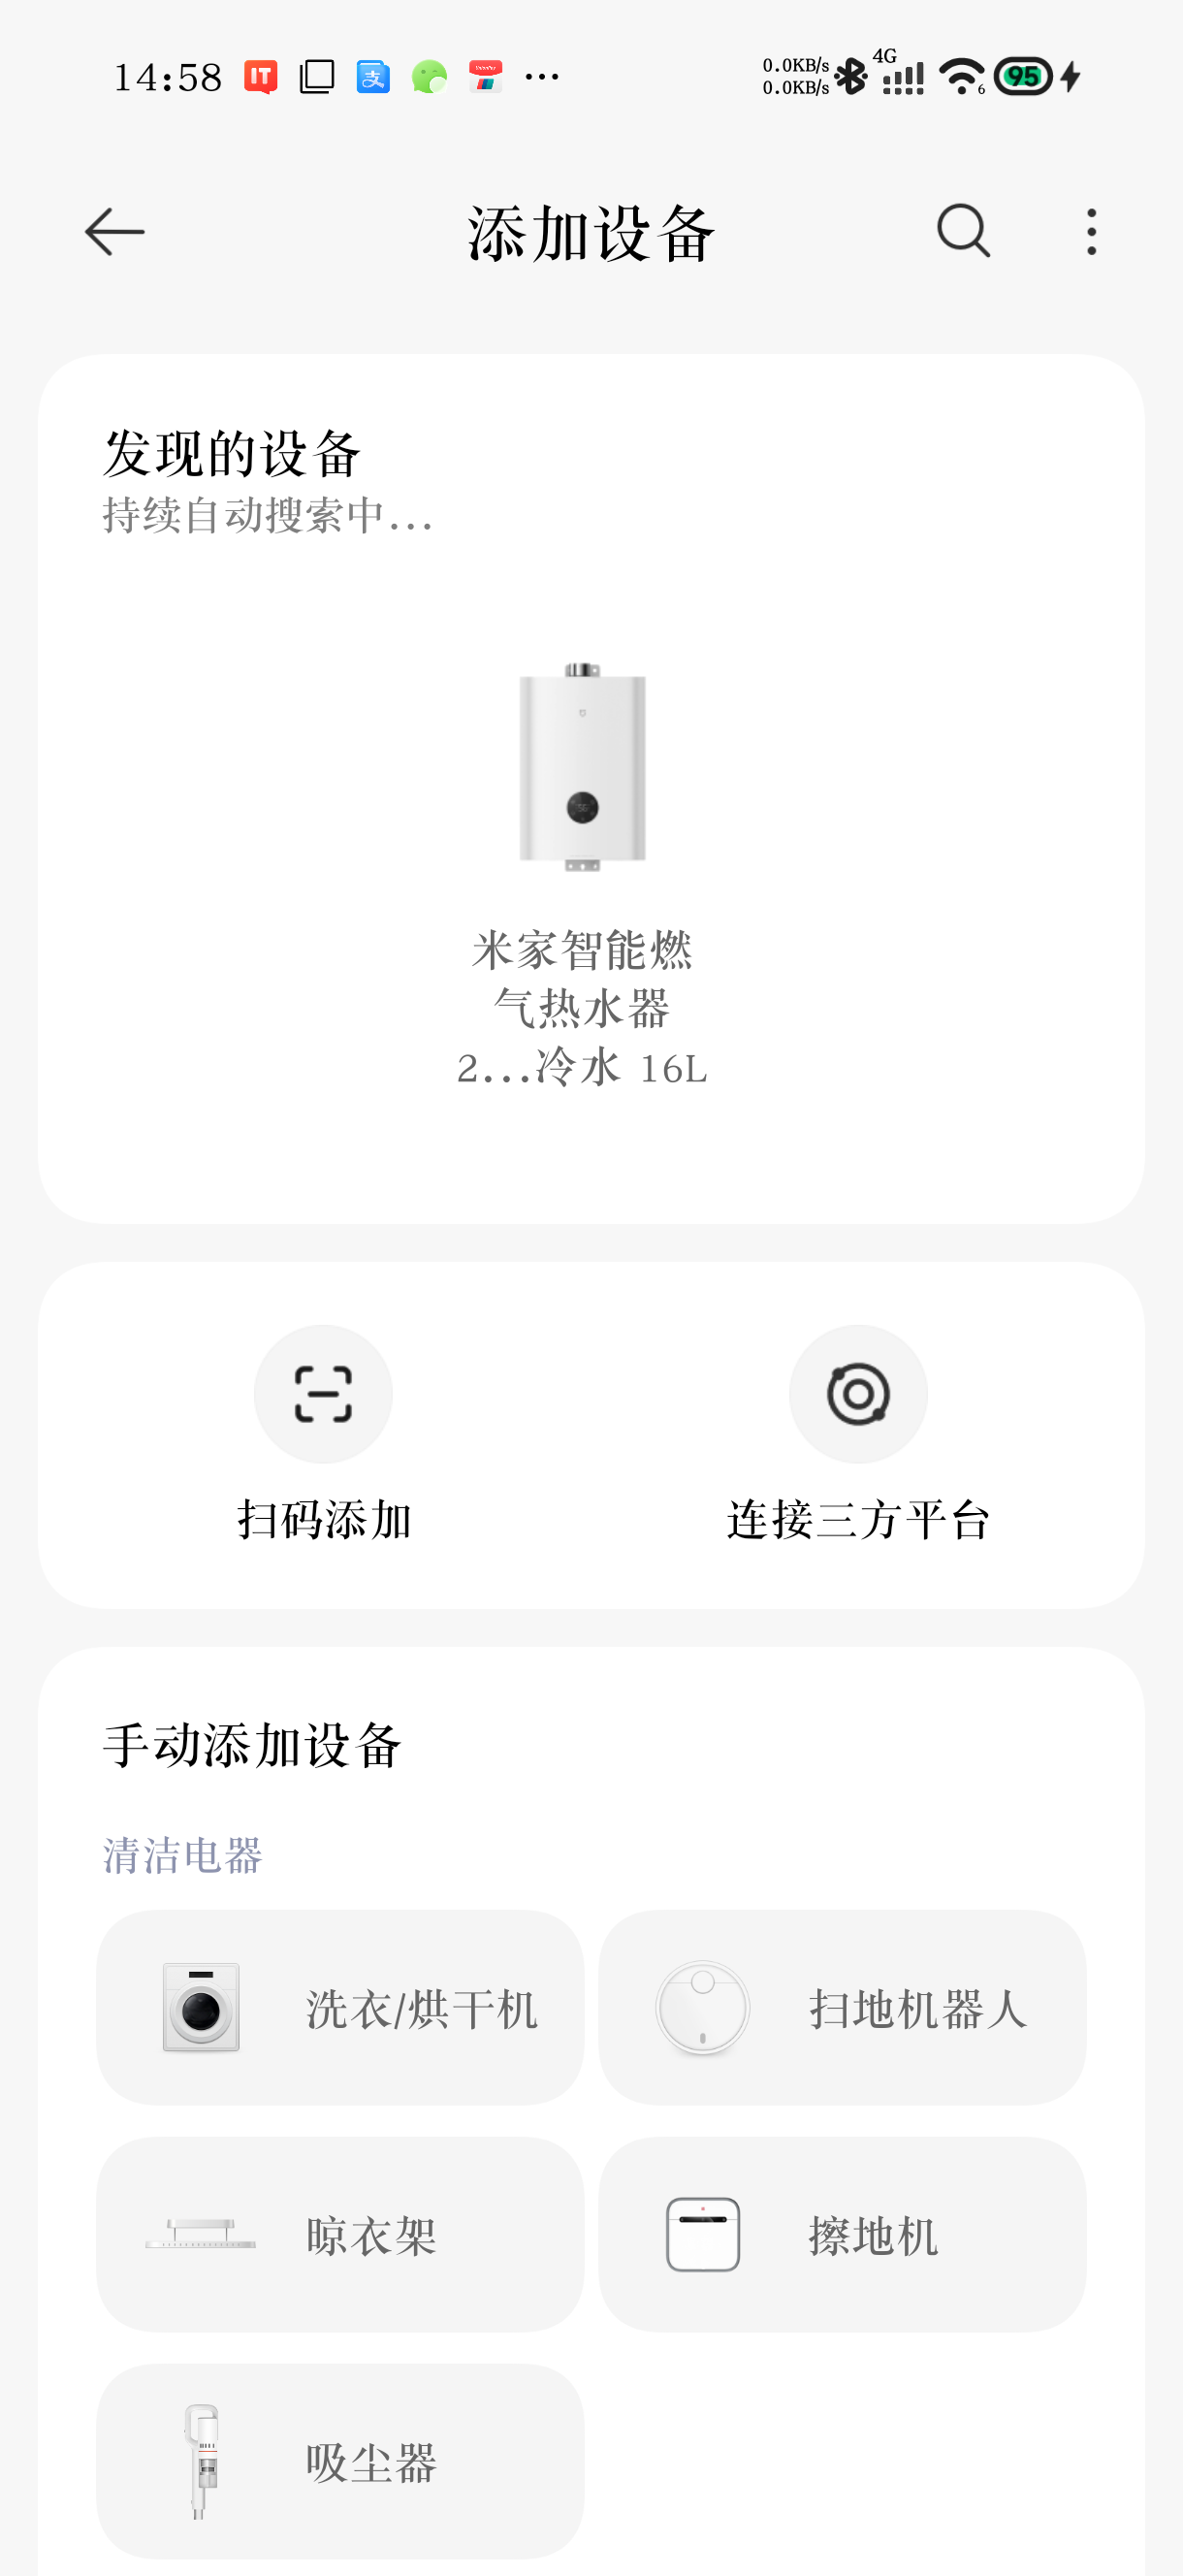 14:58
IT
支
0.0KB/s
0.0KB/s
4G
6
95
添加设备
发现的设备
持续自动搜索中...
米家智能燃
气热水器
2...冷水 16L
扫码添加
连接三方平台
手动添加设备
清洁电器
洗衣/烘干机
扫地机器人
晾衣架
擦地机
吸尘器